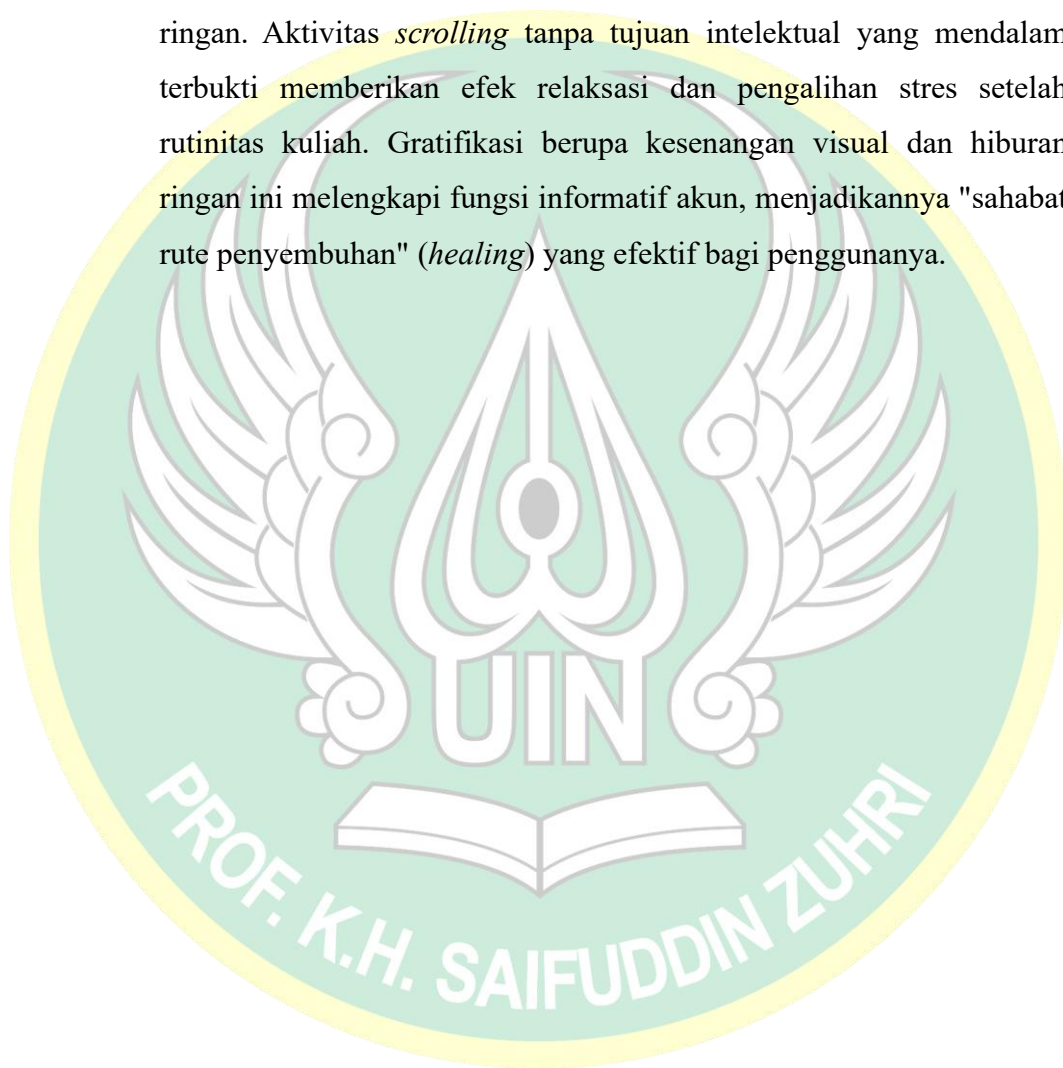 ringan. Aktivitas scrolling tanpa tujuan intelektual yang mendalam
terbukti memberikan efek relaksasi dan pengalihan stres setelah
rutinitas kuliah. Gratifikasi berupa kesenangan visual dan hiburan
ringan ini melengkapi fungsi informatif akun, menjadikannya "sahabat
rute penyembuhan" (healing) yang efektif bagi penggunanya.
UIN
PROF. K.H. SAIFUDDIN ZUHRI